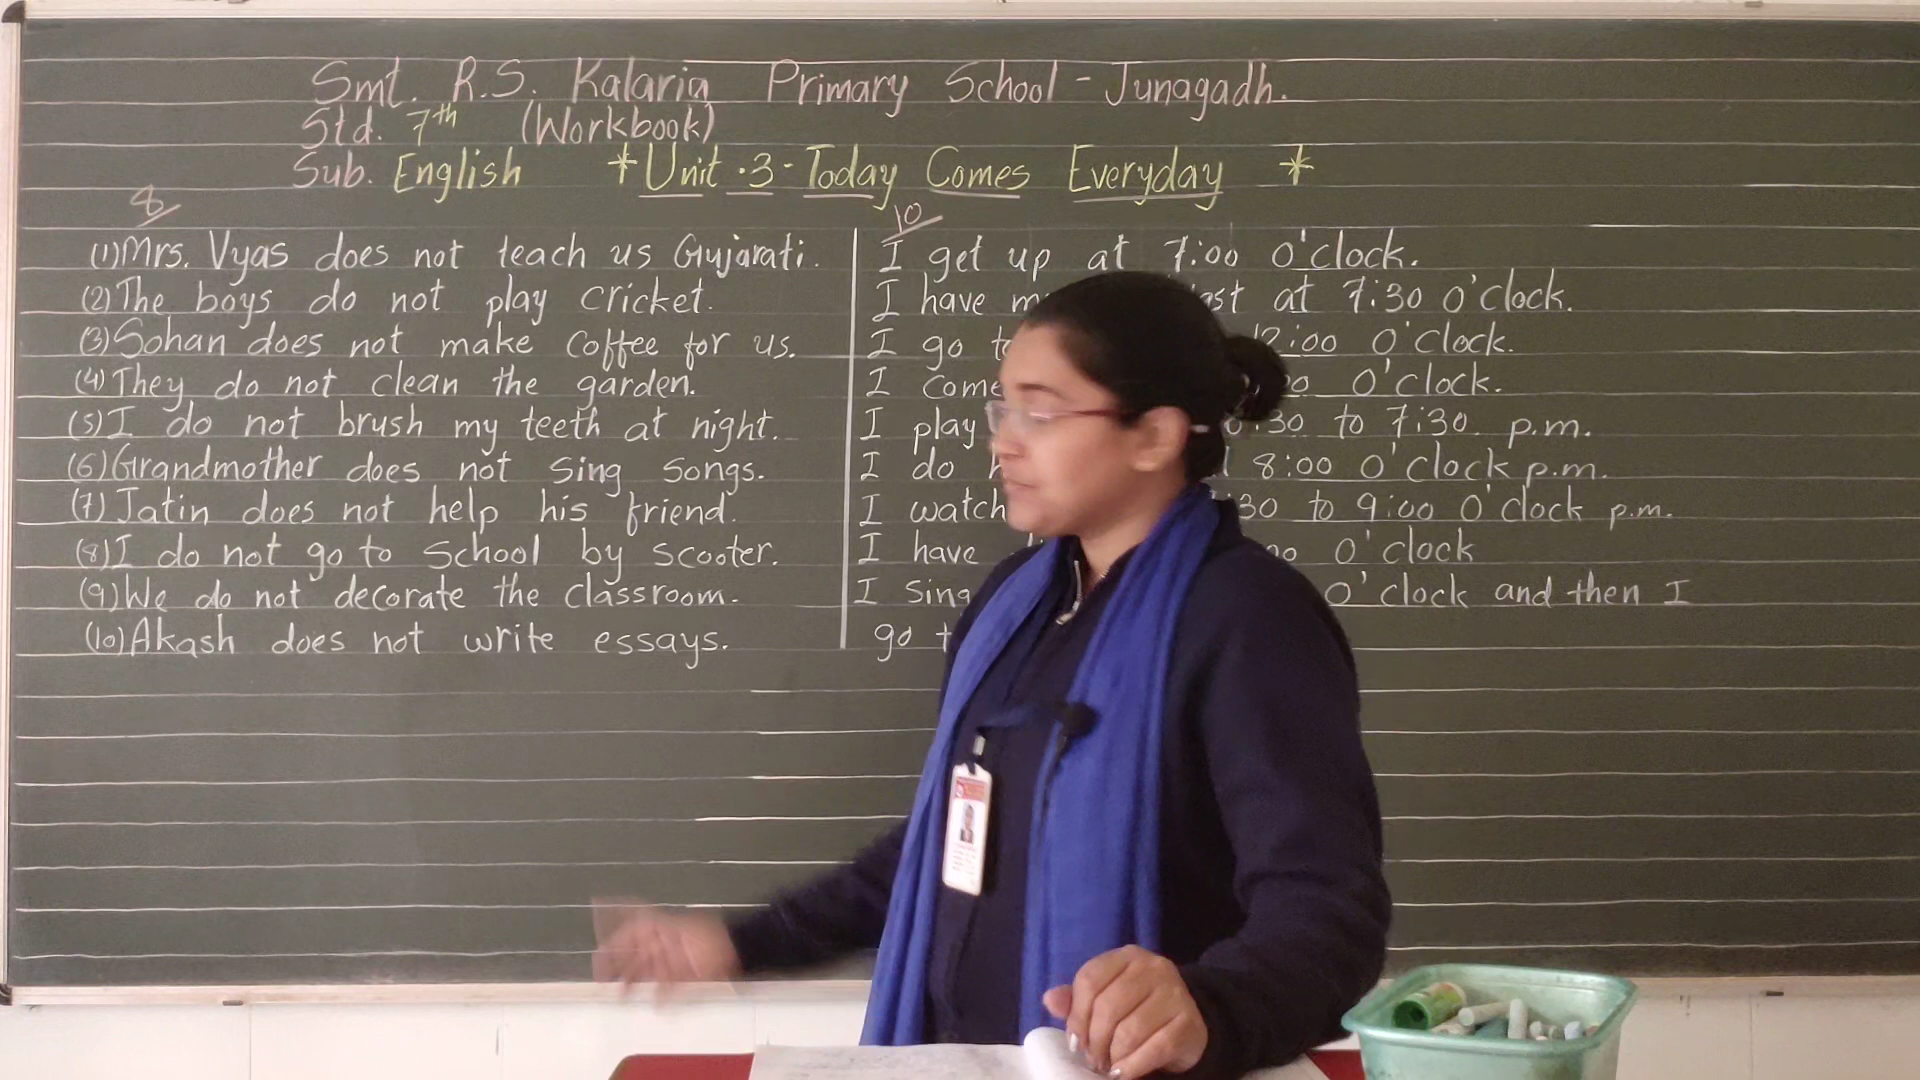 Smt. R.S. Kalaria Primary School - Junagadh.
Std. 7th (Workbook)
Sub. English * Unit.3 - Today Comes Everyday *
8
(1) Mrs. Vyas does not teach us Gujarati.
(2) The boys do not play cricket.
(3) Sohan does not make coffee for us.
(4) They do not clean the garden.
(5) I do not brush my teeth at night.
(6) Grandmother does not sing songs.
(7) Jatin does not help his friend.
(8) I do not go to school by scooter.
(9) We do not decorate the classroom.
(10) Akash does not write essays.
10
I get up at 7:00 O'clock.
I have at 7:30 O'clock.
I go O'clock.
I come O'clock.
I play to 7:30 p.m.
I do 8:00 O'clock p.m.
I watch to 9:00 O'clock p.m.
I have O'clock
I sing O'clock and then I
go